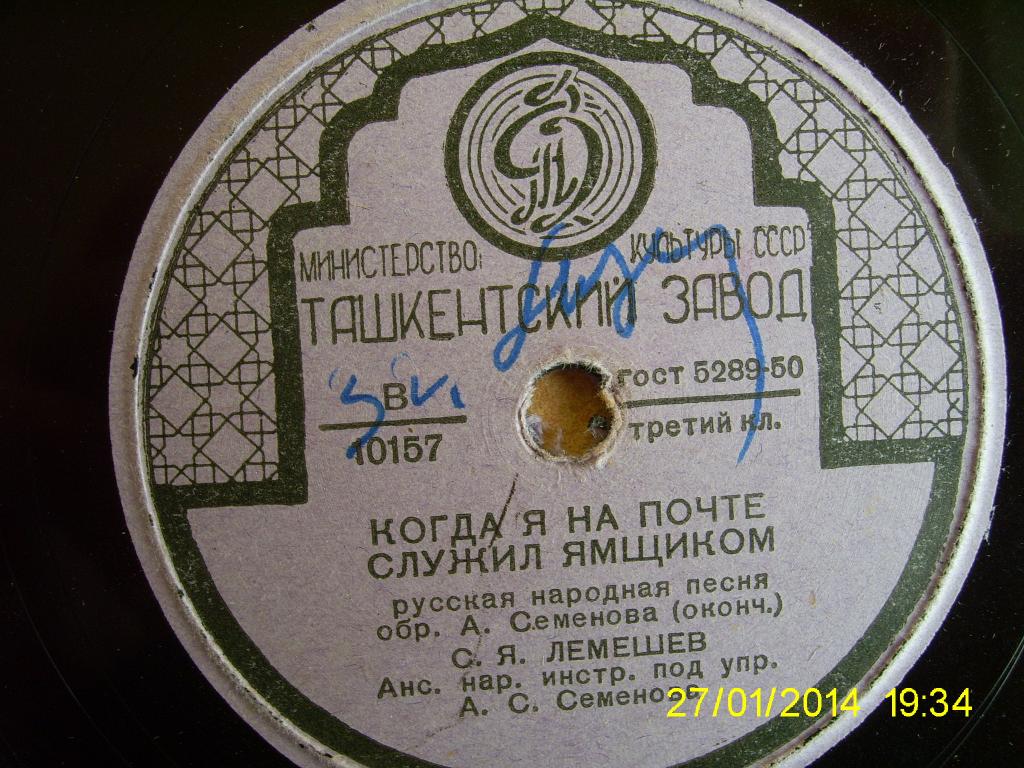 МИНИСТЕРСТВО КУЛЬТУРЫ СССР
ТАШКЕНТСКИЙ ЗАВОД
В
10157
гост 5289-50
третий кл.
КОГДА Я НА ПОЧТЕ
СЛУЖИЛ ЯМЩИКОМ
русская народная песня
обр. А. Семенова (оконч.)
С. Я. ЛЕМЕШЕВ
Анс. нар. инстр. под упр.
А. С. Семенова
27/01/2014 19:34